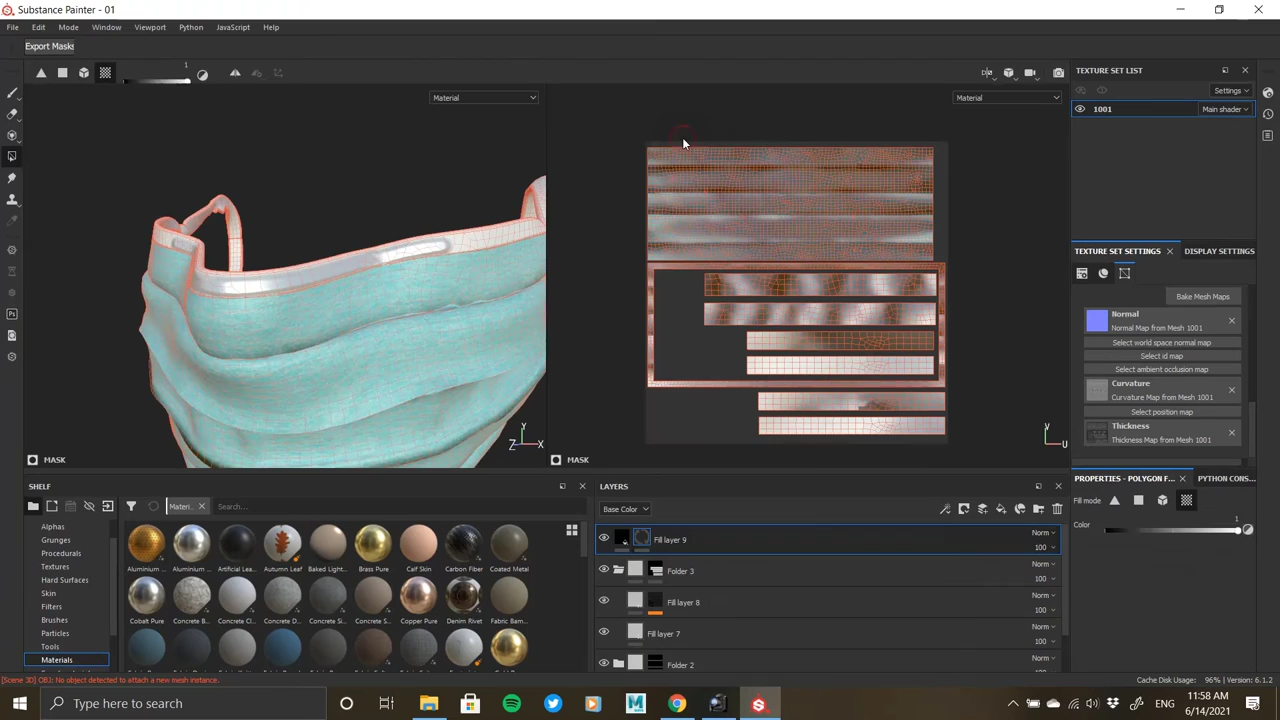 Substance Painter - 01
File Edit Mode Window Viewport Python JavaScript Help
Export Masks
1
Material
Material
TEXTURE SET LIST
Settings
1001 Main shader
TEXTURE SET SETTINGS DISPLAY SETTINGS
Bake Mesh Maps
Normal
Normal Map from Mesh 1001
Select world space normal map
Select id map
Select ambient occlusion map
Curvature
Curvature Map from Mesh 1001
Select position map
Thickness
Thickness Map from Mesh 1001
Y
Z X
Y
U
MASK
MASK
SHELF
LAYERS
PROPERTIES - POLYGON F... PYTHON CONS...
Materi... Search...
Base Color
Fill mode
Color 1
Alphas
Grunges
Procedurals
Textures
Hard Surfaces
Skin
Filters
Brushes
Particles
Tools
Materials
Aluminium ... Aluminium ... Artificial Lea... Autumn Leaf Baked Light... Brass Pure Calf Skin Carbon Fiber Coated Metal
Cobalt Pure Concrete B... Concrete C... Concrete D... Concrete Si... Concrete S... Copper Pure Denim Rivet Fabric Bam...
Fill layer 9 Norm 100
Folder 3 Norm 100
Fill layer 8 Norm 100
Fill layer 7 Norm 100
Folder 2 Norm
[Scene 3D] OBJ: No object detected to attach a new mesh instance.
Cache Disk Usage: 96% | Version: 6.1.2
Type here to search
ENG
11:58 AM
6/14/2021